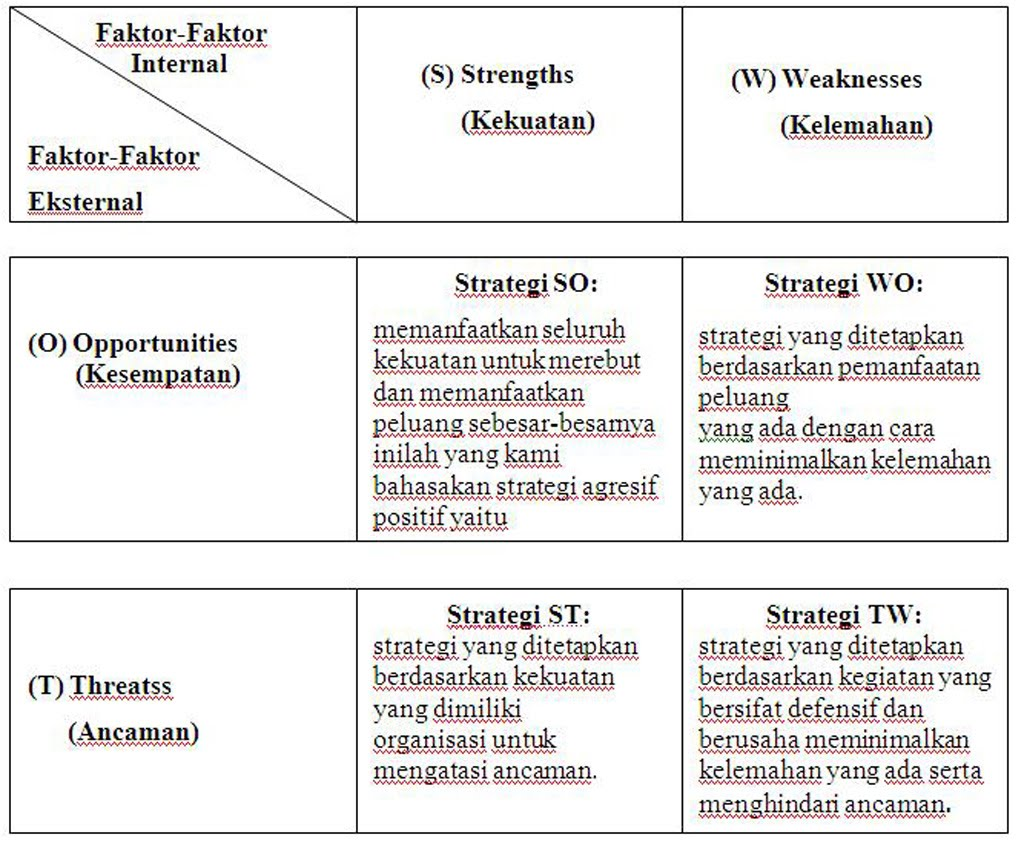 Faktor-Faktor
Internal
Faktor-Faktor
Eksternal
(S) Strengths
(Kekuatan)
(W) Weaknesses
(Kelemahan)
(O) Opportunities
(Kesempatan)
Strategi SO:
memanfaatkan seluruh
kekuatan untuk merebut
dan memanfaatkan
peluang sebesar-besarnya
inilah yang kami
bahasakan strategi agresif
positif yaitu
Strategi WO:
strategi yang ditetapkan
berdasarkan pemanfaatan
peluang
yang ada dengan cara
meminimalkan kelemahan
yang ada.
(T) Threatss
(Ancaman)
Strategi ST:
strategi yang ditetapkan
berdasarkan kekuatan
yang dimiliki
organisasi untuk
mengatasi ancaman.
Strategi TW:
strategi yang ditetapkan
berdasarkan kegiatan yang
bersifat defensif dan
berusaha meminimalkan
kelemahan yang ada serta
menghindari ancaman.